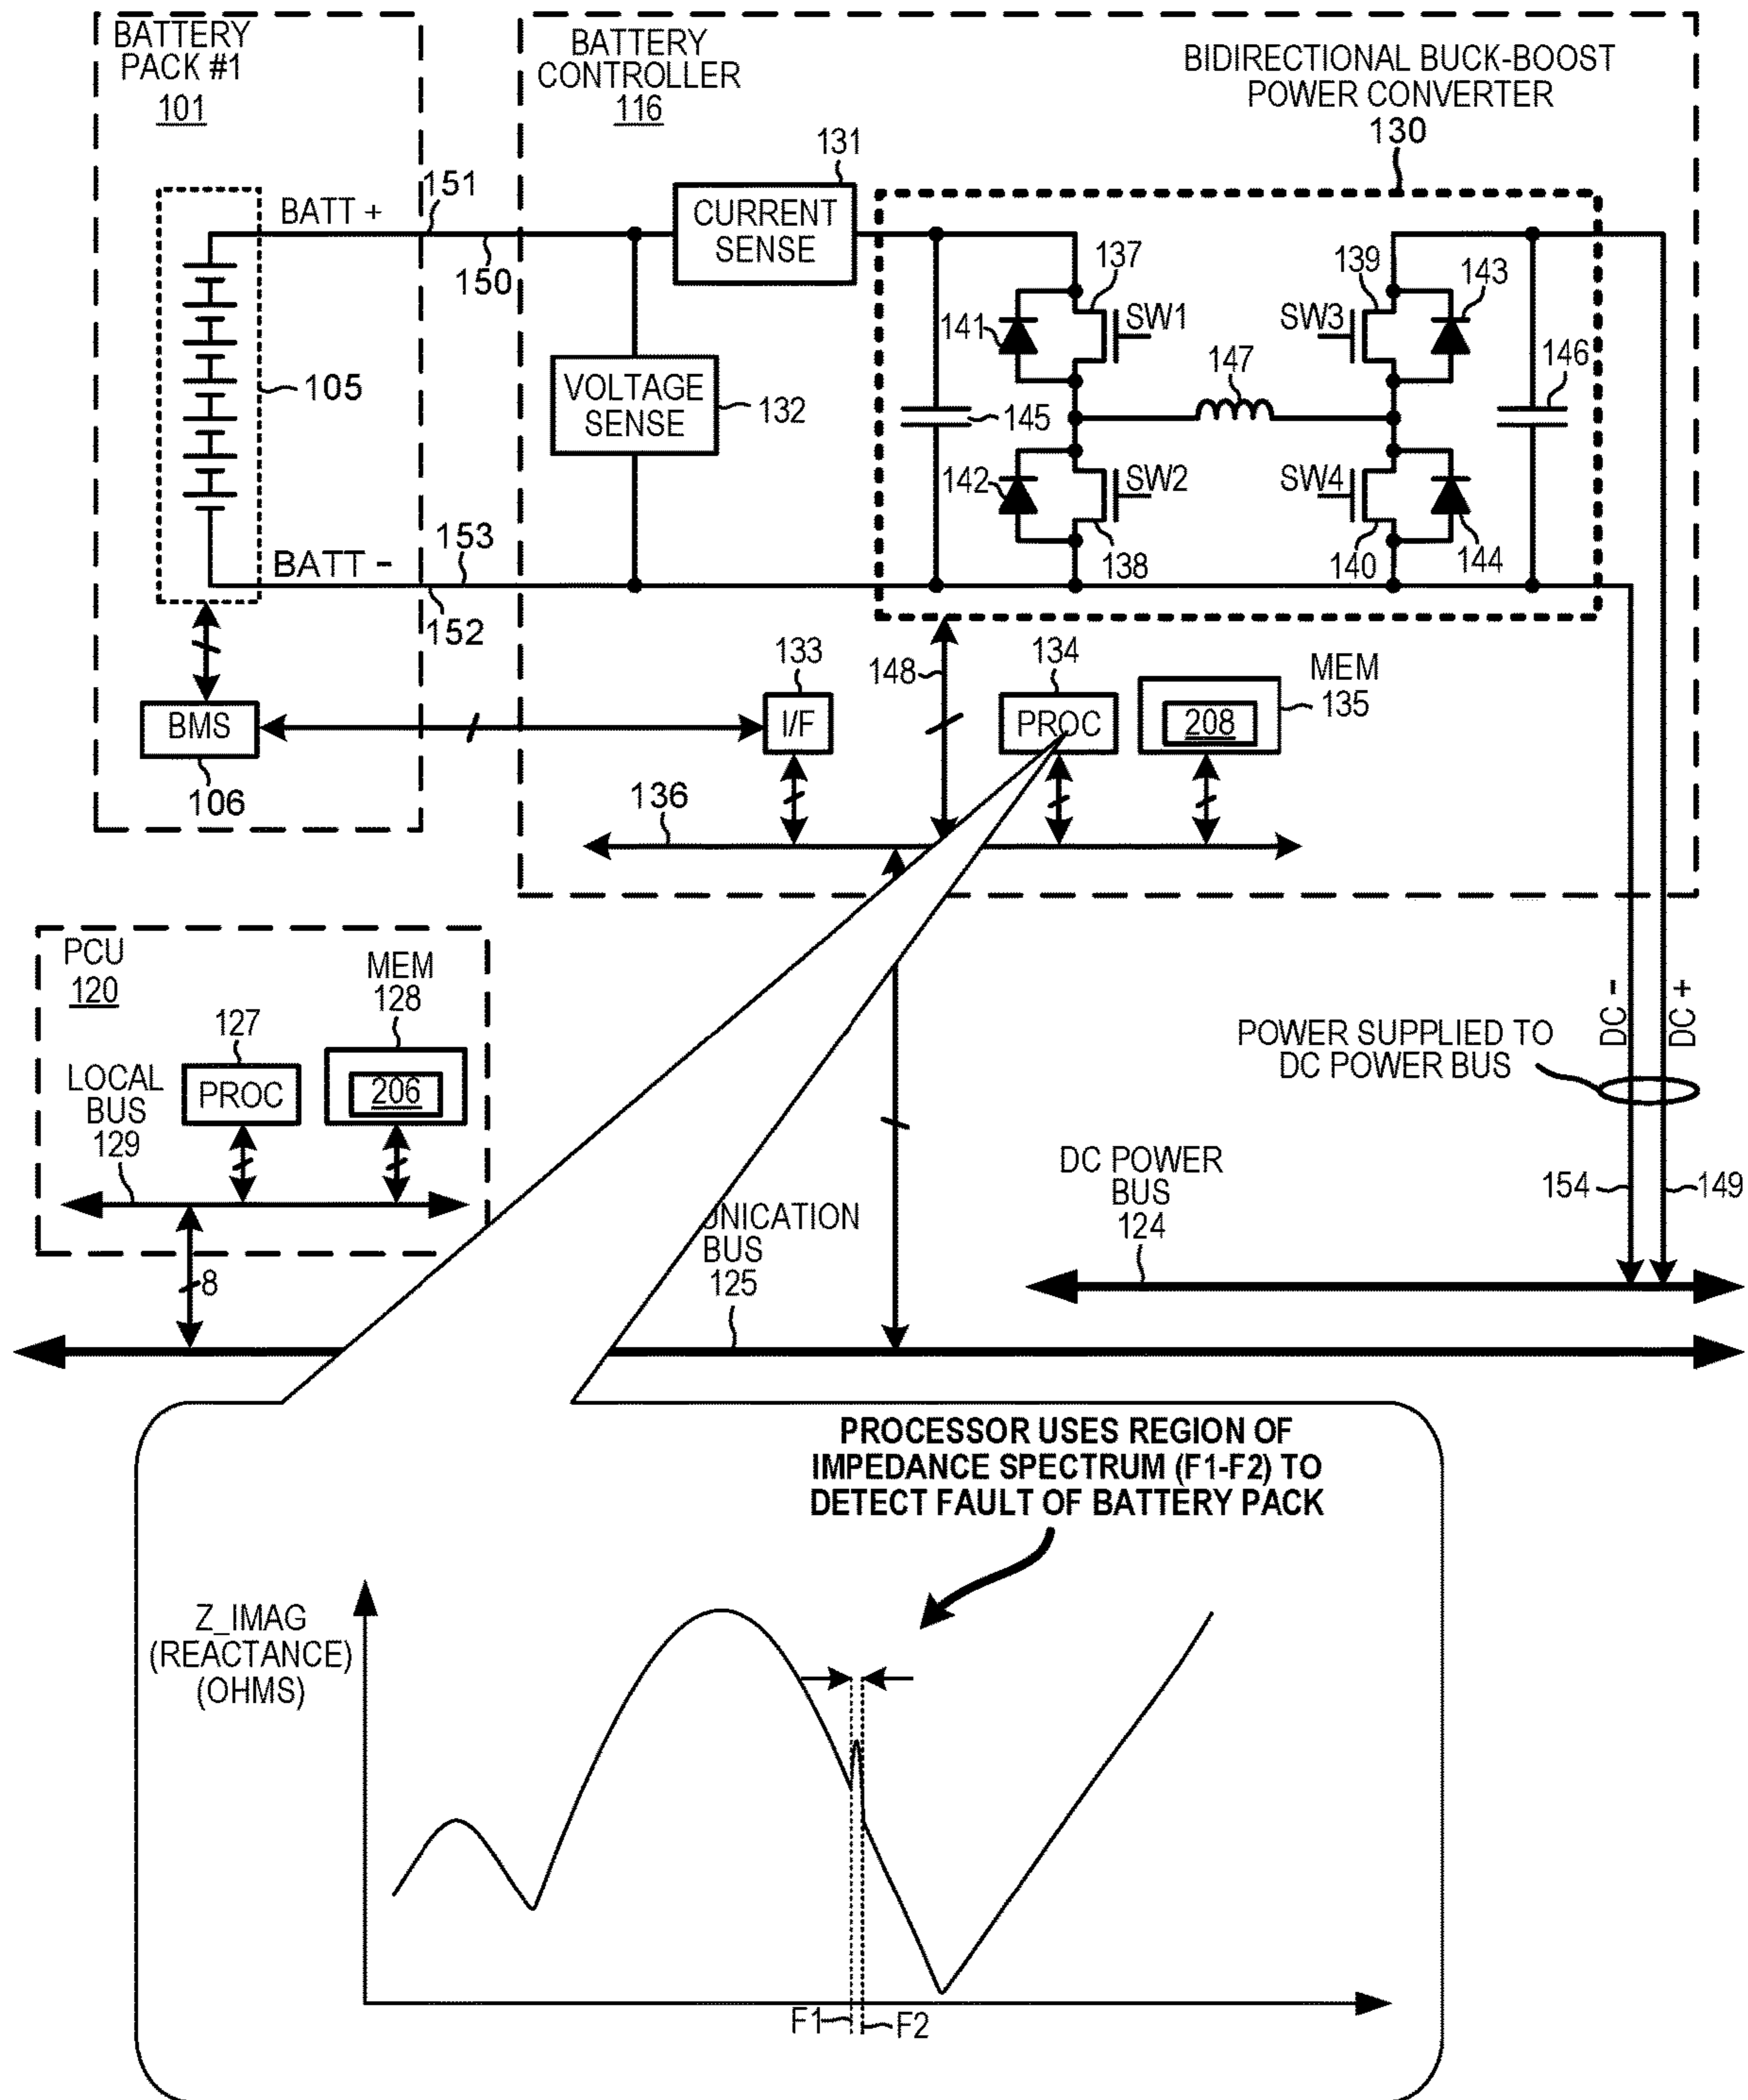 BATTERY
PACK #1
101
BATTERY
CONTROLLER
116
BIDIRECTIONAL BUCK-BOOST
POWER CONVERTER
130
131
151
BATT +
150
CURRENT
SENSE
137
139
143
SW1
SW3
141
147
146
105
VOLTAGE
SENSE
132
145
142
SW2
SW4
BATT -
153
138
140
144
152
133
148
134
MEM
135
BMS
I/F
PROC
208
106
136
PCU
120
MEM
128
127
LOCAL
BUS
129
PROC
206
DC -
DC +
POWER SUPPLIED TO
DC POWER BUS
DC POWER
BUS
124
154
149
UNICATION
BUS
125
8
PROCESSOR USES REGION OF
IMPEDANCE SPECTRUM (F1-F2) TO
DETECT FAULT OF BATTERY PACK
Z_IMAG
(REACTANCE)
(OHMS)
F1
F2